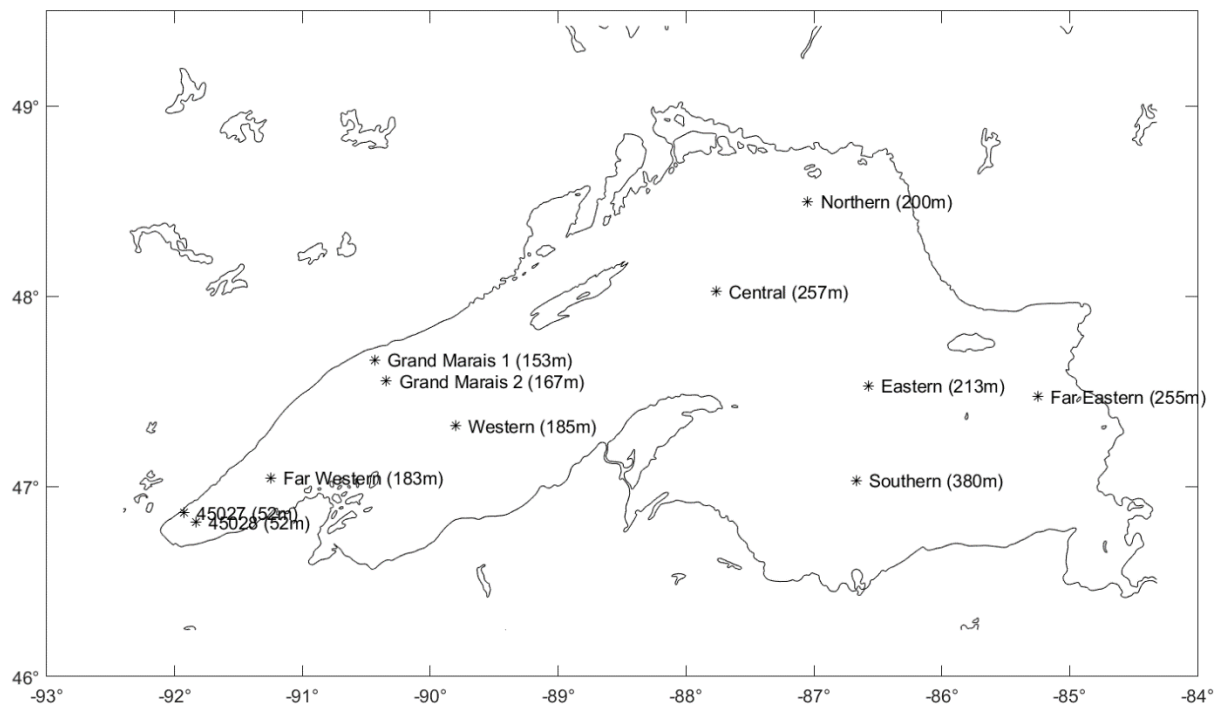 49°
48°
47°
46°
Northern (200m)
Central (257m)
Grand Marais 1 (153m)
Grand Marais 2 (167m)
Eastern (213m)
Far Eastern (255m)
Western (185m)
Far Western (183m)
Southern (380m)
45027 (52m)
45028 (52m)
-93°
-92°
-91°
-90°
-89°
-88°
-87°
-86°
-85°
-84°